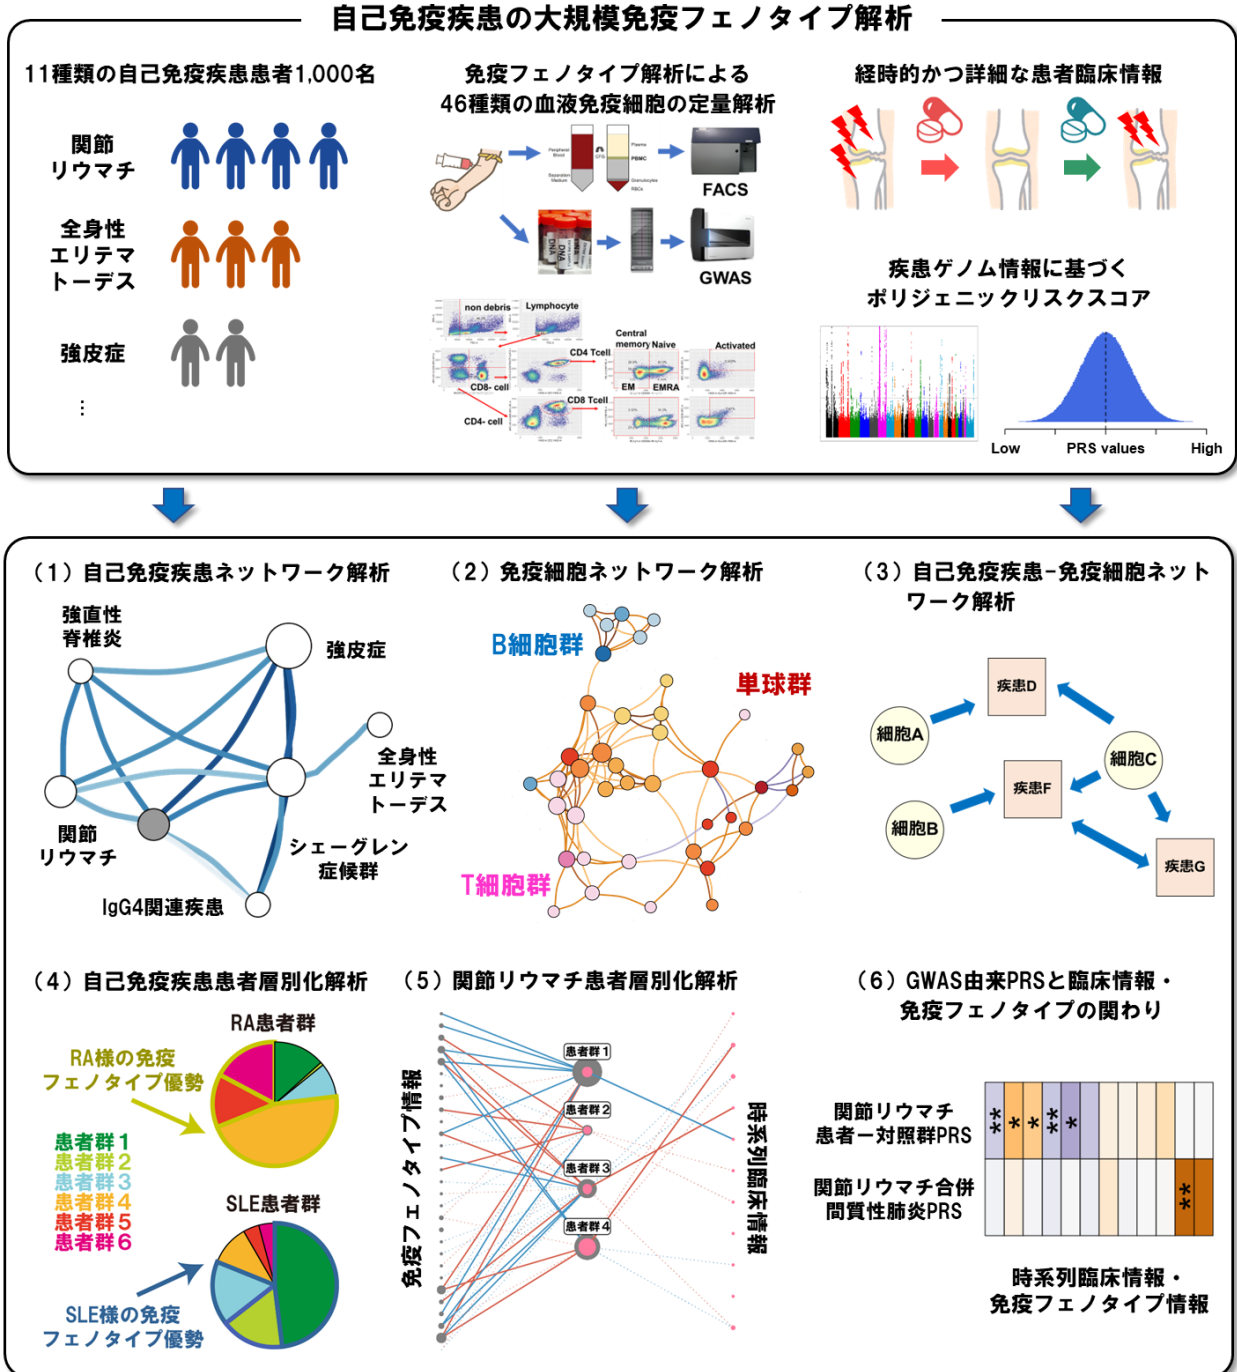 自己免疫疾患の大規模免疫フェノタイプ解析
11種類の自己免疫疾患患者1,000名
関節
リウマチ
全身性
エリテマ
トーデス
強皮症
⋮
免疫フェノタイプ解析による
46種類の血液免疫細胞の定量解析
Peripheral
Blood
Separation
Medium
Plasma
PBMC
Granulocytes
RBCs
FACS
DNA
DNA
GWAS
non debris
Lymphocyte
CD4 Tcell
CD8- cell
CD8 Tcell
CD4- cell
Central
memory Naive
Activated
EM
EMRA
経時的かつ詳細な患者臨床情報
疾患ゲノム情報に基づく
ポリジェニックリスクスコア
Low
PRS values
High
（1）自己免疫疾患ネットワーク解析
強直性
脊椎炎
強皮症
全身性
エリテマ
トーデス
関節
リウマチ
シェーグレン
症候群
IgG4関連疾患
（2）免疫細胞ネットワーク解析
B細胞群
単球群
T細胞群
（3）自己免疫疾患-免疫細胞ネット
ワーク解析
疾患D
細胞A
細胞C
疾患F
細胞B
疾患G
（4）自己免疫疾患患者層別化解析
RA患者群
RA様の免疫
フェノタイプ優勢
患者群1
患者群2
患者群3
患者群4
患者群5
患者群6
SLE患者群
SLE様の免疫
フェノタイプ優勢
（5）関節リウマチ患者層別化解析
免疫フェノタイプ情報
患者群1
患者群2
患者群3
患者群4
時系列臨床情報
（6）GWAS由来PRSと臨床情報・
免疫フェノタイプの関わり
関節リウマチ
患者－対照群PRS
** * * ** *
関節リウマチ合併
間質性肺炎PRS
**
時系列臨床情報・
免疫フェノタイプ情報